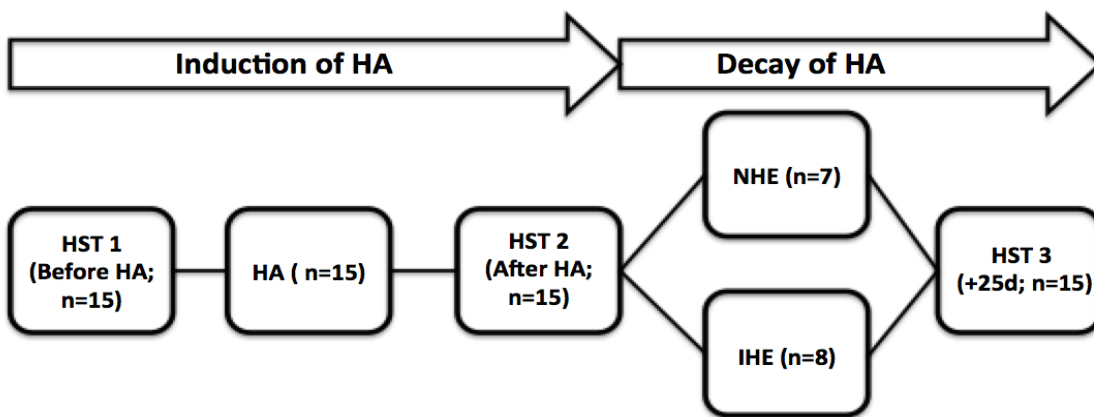 Induction of HA
Decay of HA
HST 1
(Before HA;
n=15)
HA ( n=15)
HST 2
(After HA;
n=15)
NHE (n=7)
IHE (n=8)
HST 3
(+25d; n=15)